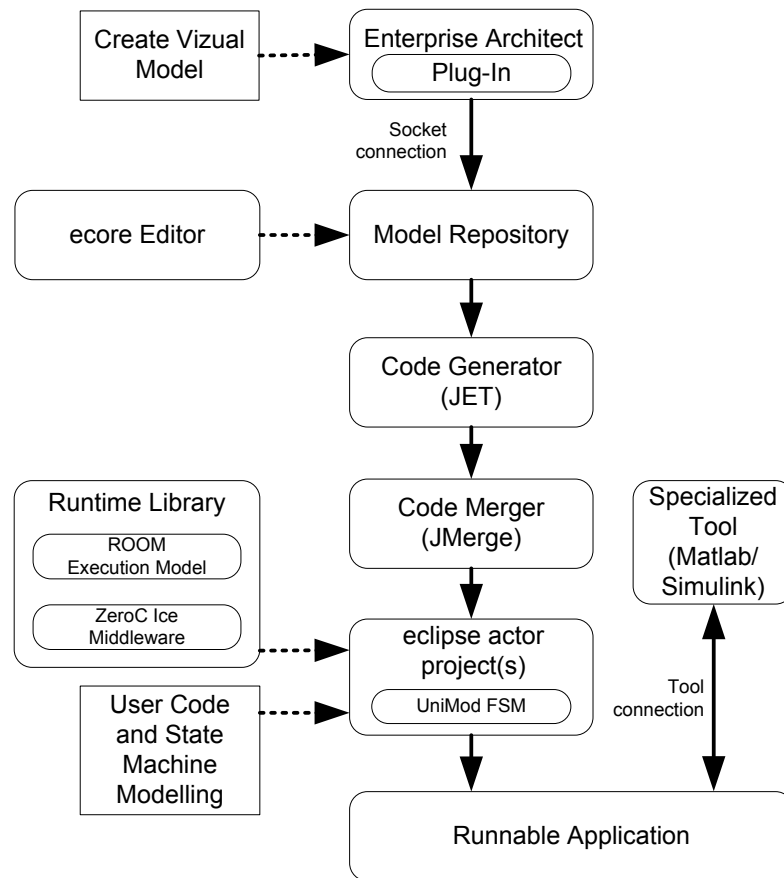 Create Vizual
Model
Enterprise Architect
Plug-In
Socket
connection
ecore Editor
Model Repository
Code Generator
(JET)
Runtime Library
ROOM
Execution Model
ZeroC Ice
Middleware
Code Merger
(JMerge)
Specialized
Tool
(Matlab/
Simulink)
eclipse actor
project(s)
UniMod FSM
User Code
and State
Machine
Modelling
Tool
connection
Runnable Application